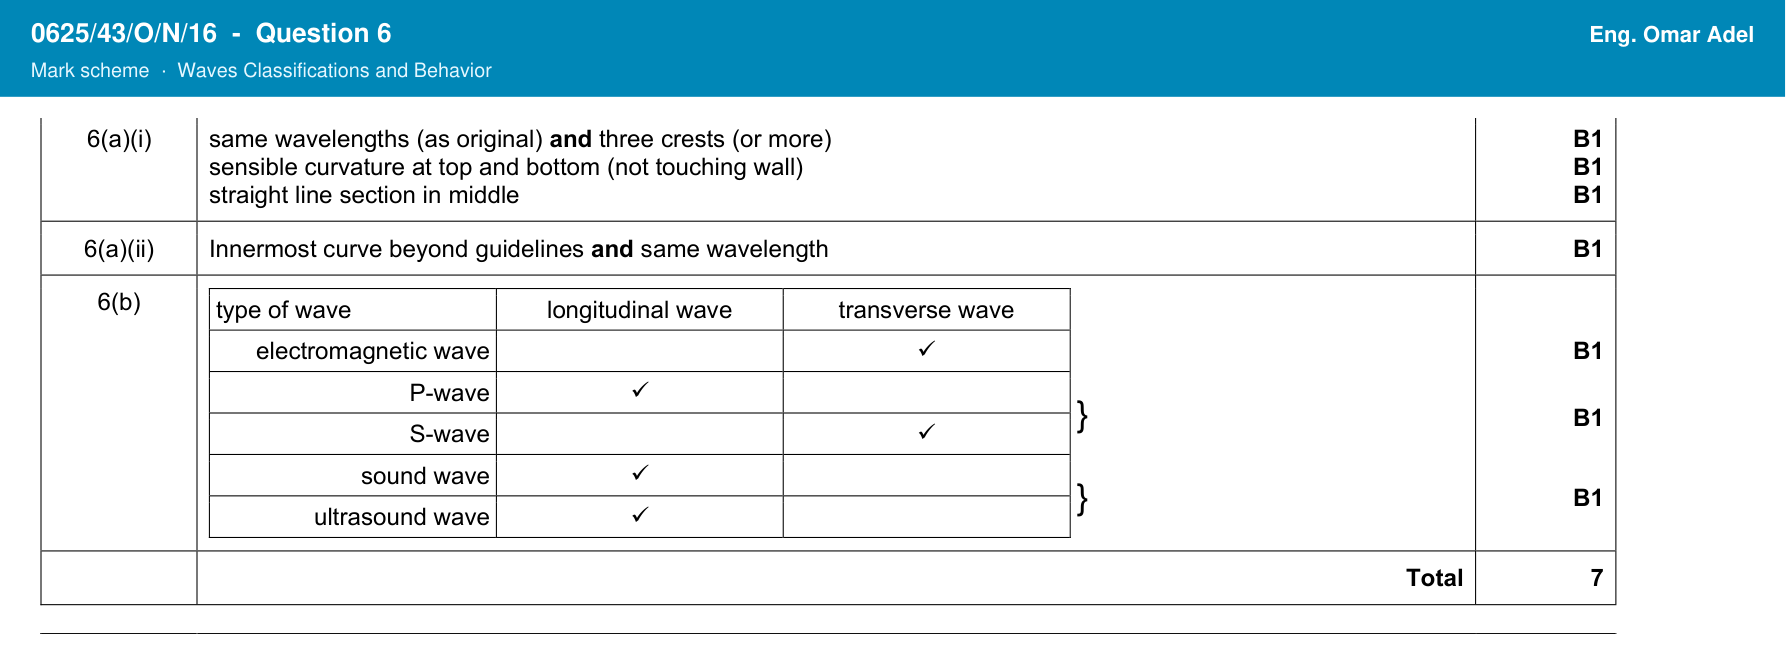 0625/43/O/N/16 - Question 6
Eng. Omar Adel
Mark scheme · Waves Classifications and Behavior
6(a)(i) same wavelengths (as original) and three crests (or more) B1
sensible curvature at top and bottom (not touching wall) B1
straight line section in middle B1
6(a)(ii) Innermost curve beyond guidelines and same wavelength B1
6(b)
type of wave longitudinal wave transverse wave
electromagnetic wave ✓ B1
P-wave ✓
} B1
S-wave ✓
sound wave ✓
} B1
ultrasound wave ✓
Total 7